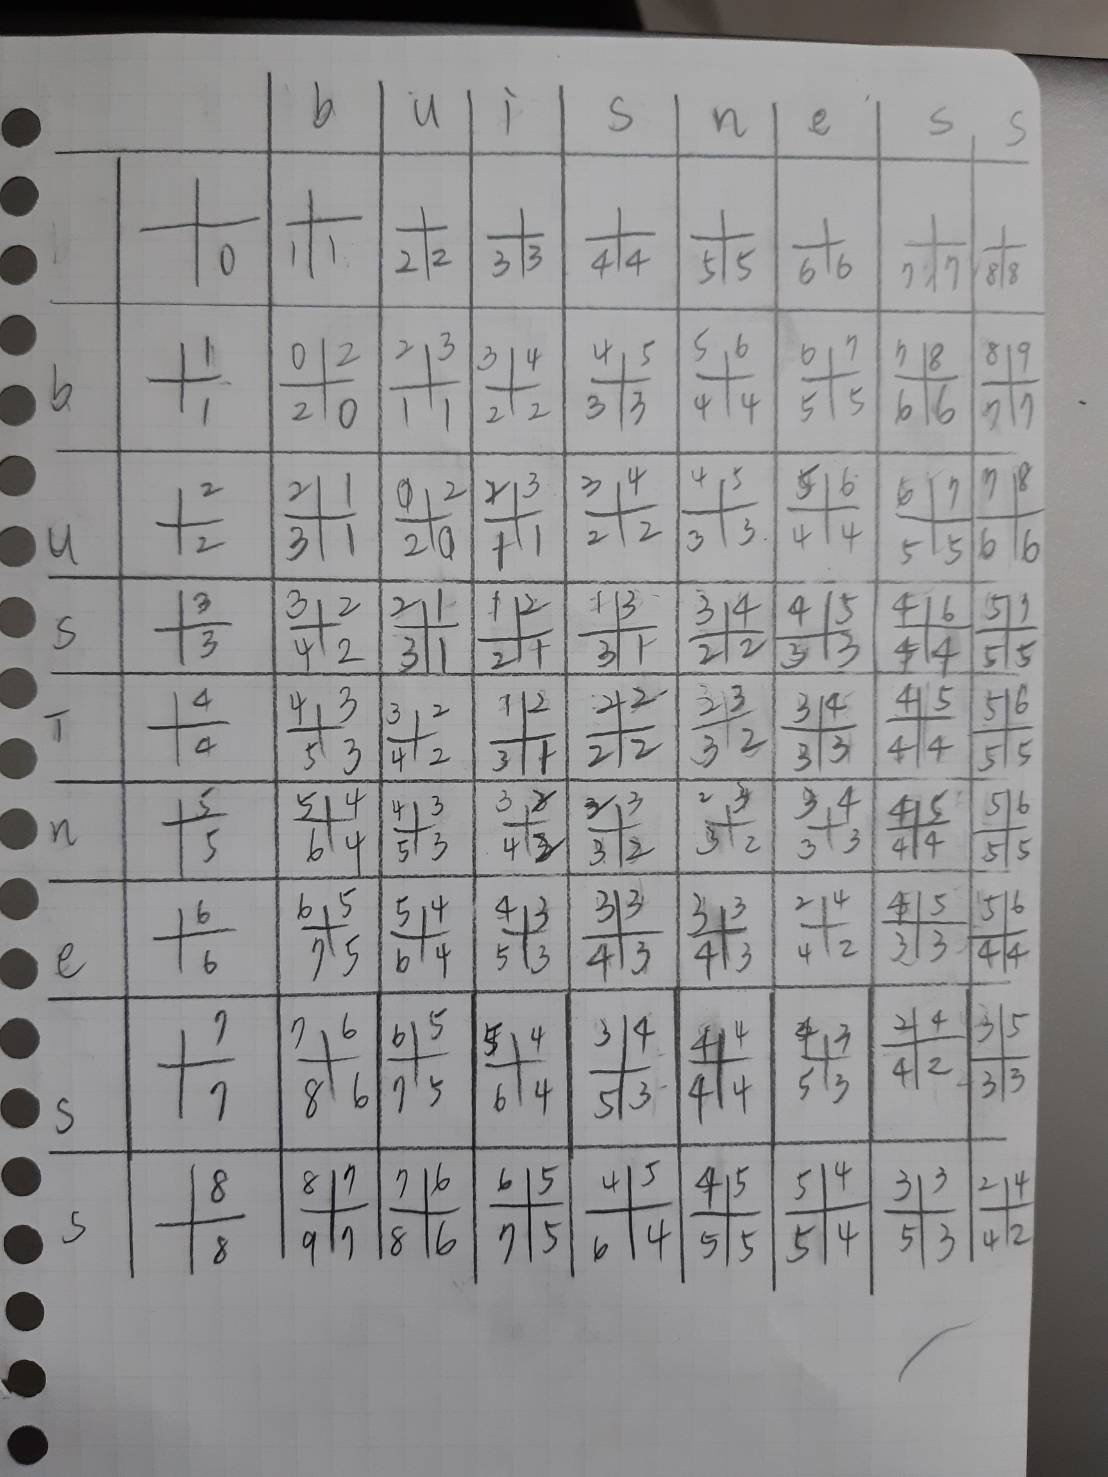 b u i s n e s s
0
1 1 2 2 3 3 4 4 5 5 6 6 7 7 8 8
1 0 2 2 3 3 4 4 5 5 6 6 7 7 8 8 9
b
1 2 0 1 1 2 2 3 3 4 4 5 5 6 6 7 7
2 2 1 0 2 2 3 3 4 4 5 5 6 6 7 7 8
u
2 3 1 2 0 1 1 2 2 3 3 4 4 5 5 6 6
3 3 2 2 1 1 2 1 3 3 4 4 5 4 6 5 7
s
3 4 2 3 1 2 1 3 1 2 2 3 3 4 4 5 5
4 4 3 3 2 1 2 2 2 3 3 4 4 5 5 6
T
4 5 3 4 2 3 1 2 2 3 2 3 3 4 4 5 5
5 5 4 4 3 3 3 2 3 4 4 5 5 6
n
5 6 4 5 3 4 3 2 3 2 3 3 4 4 5 5
6 6 5 5 4 4 3 3 3 3 3 2 4 4 5 5 6
e
6 7 5 6 4 5 3 4 3 4 3 4 2 3 3 4 4
7 7 6 6 5 5 4 3 4 4 4 3 2 4 3 5
s
7 8 6 7 5 6 4 5 3 4 4 5 3 4 2 3 3
8 8 7 7 6 6 5 4 5 4 5 5 4 3 3 2 4
s
8 9 7 8 6 7 5 6 4 5 5 5 4 5 3 4 2